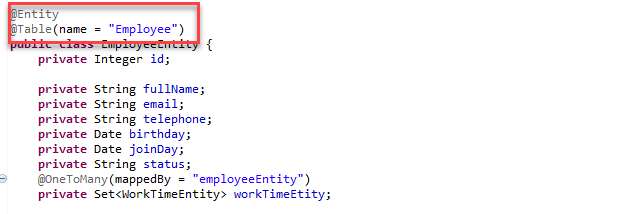 @Entity
@Table(name = "Employee")
public class EmployeeEntity {
private Integer id;
private String fullName;
private String email;
private String telephone;
private Date birthday;
private Date joinDay;
private String status;
@OneToMany(mappedBy = "employeeEntity")
private Set<WorkTimeEntity> workTimeEtity;